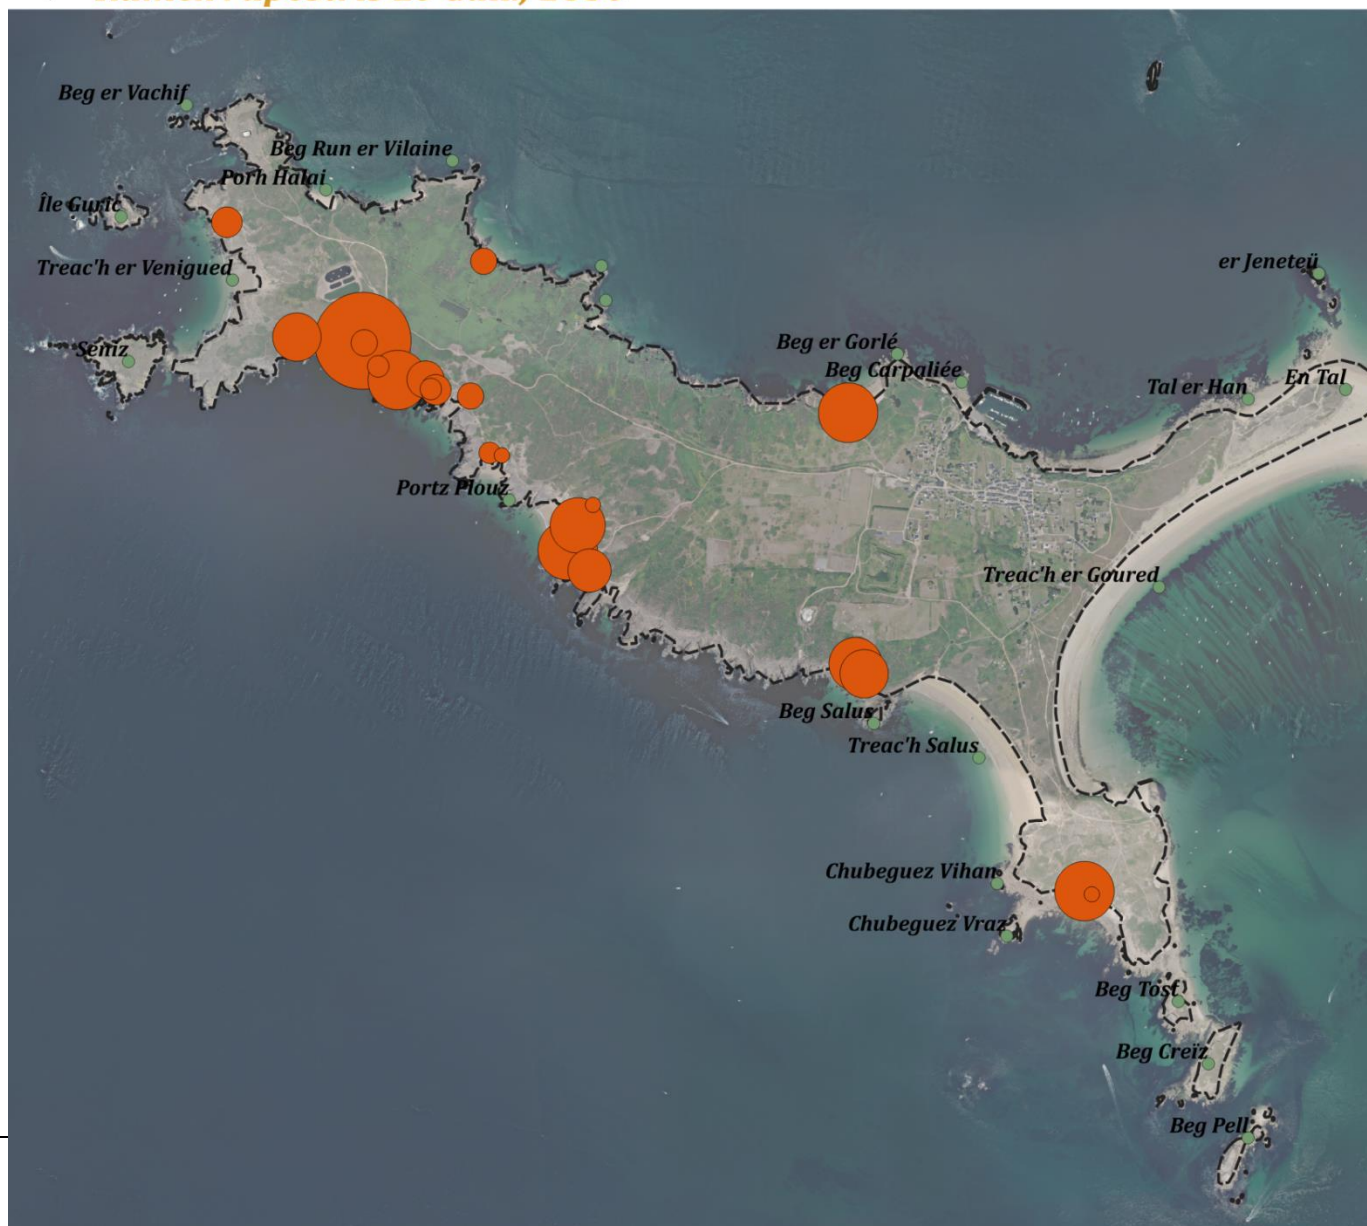 Beg er Vachif
Beg Run er Vilaine
Porh Halai
Île Guric
Treac'h er Venigued
er Jeneteü
Seniz
Beg er Gorlé
Beg Carpaliée
Tal er Han
En Tal
Portz Plouz
Treac'h er Goured
Beg Salus
Treac'h Salus
Chubeguez Vihan
Chubeguez Vraz
Beg Tost
Beg Creïz
Beg Pell